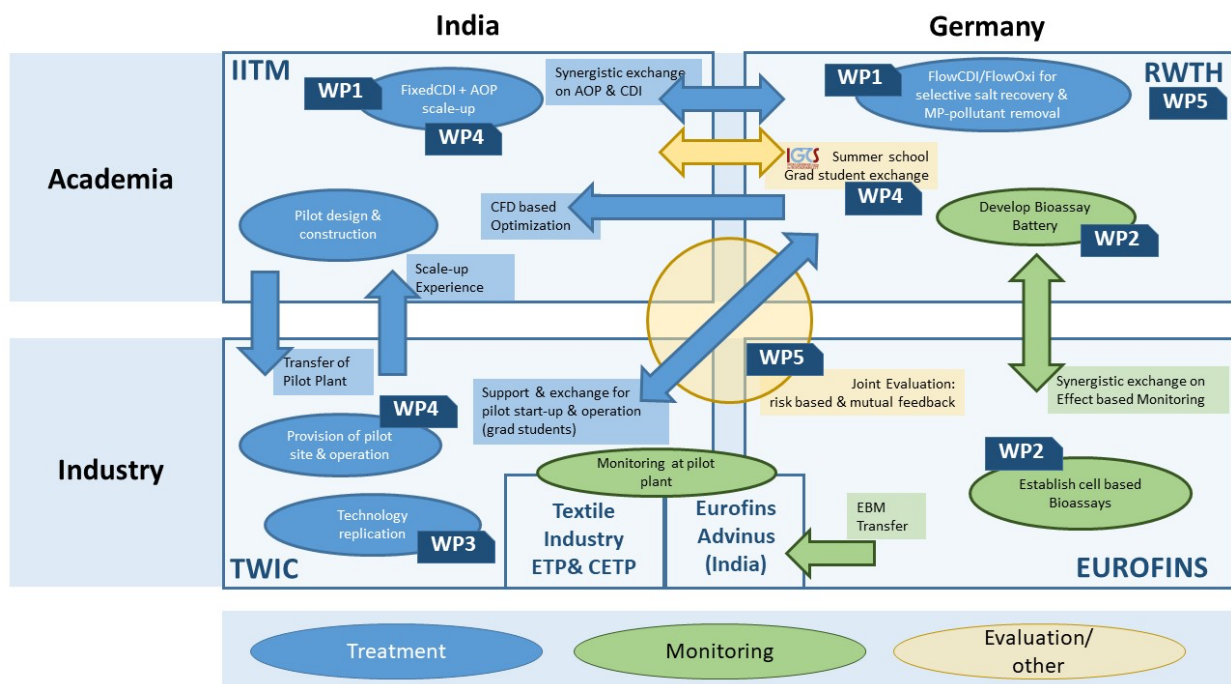 India
Germany
Academia
Industry
IITM
WP1
FixedCDI + AOP
scale-up
WP4
Synergistic exchange
on AOP & CDI
WP1
FlowCDI/FlowOxi for
selective salt recovery &
MP-pollutant removal
RWTH
WP5
IGCS
Summer school
Grad student exchange
WP4
Pilot design &
construction
CFD based
Optimization
Develop Bioassay
Battery
WP2
Scale-up
Experience
Transfer of
Pilot Plant
WP4
Provision of pilot
site & operation
Support & exchange for
pilot start-up & operation
(grad students)
WP5
Joint Evaluation:
risk based & mutual feedback
Synergistic exchange on
Effect based Monitoring
Monitoring at pilot
plant
WP2
Establish cell based
Bioassays
Technology
replication
WP3
TWIC
Textile
Industry
ETP& CETP
Eurofins
Advinus
(India)
EBM
Transfer
EUROFINS
Treatment
Monitoring
Evaluation/
other